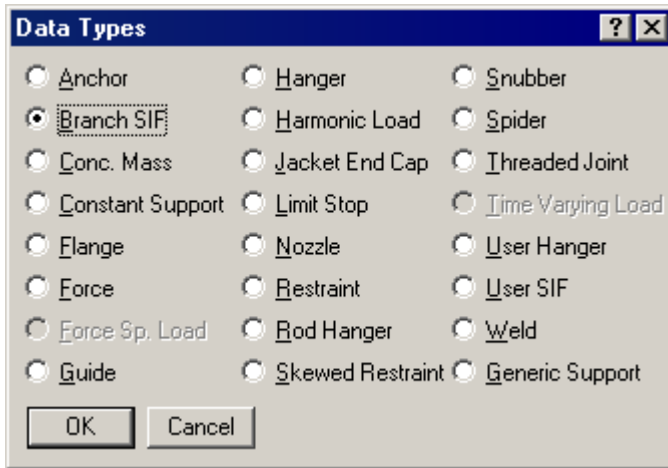 Data Types ? X
Anchor Hanger Snubber
Branch SIF Harmonic Load Spider
Conc. Mass Jacket End Cap Threaded Joint
Constant Support Limit Stop Time Varying Load
Flange Nozzle User Hanger
Force Restraint User SIF
Force Sp. Load Rod Hanger Weld
Guide Skewed Restraint Generic Support
OK Cancel